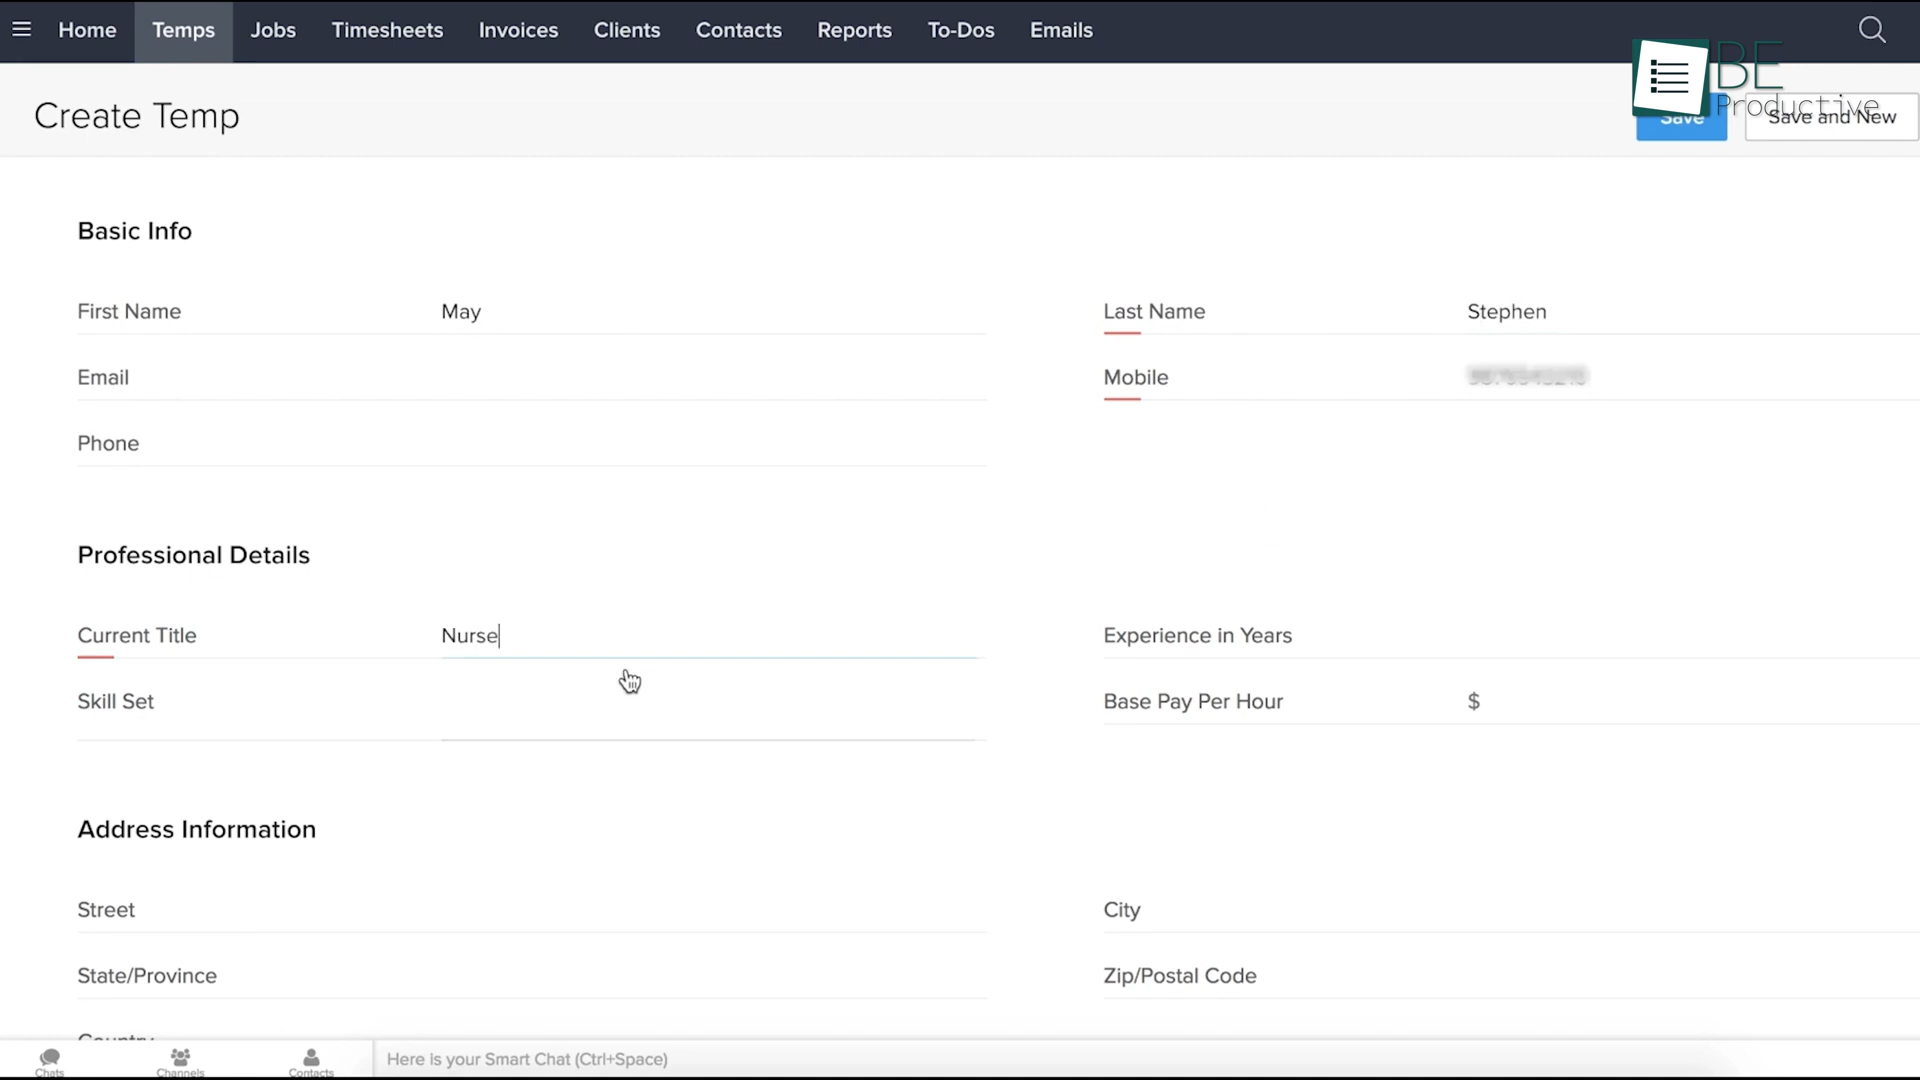 Home Temps Jobs Timesheets Invoices Clients Contacts Reports To-Dos Emails
BE
Productive
Create Temp
Save Save and New
Basic Info
First Name May Last Name Stephen
Email Mobile
Phone
Professional Details
Current Title Nurse Experience in Years
Skill Set Base Pay Per Hour $
Address Information
Street City
State/Province Zip/Postal Code
Country
Chats Channels Contacts Here is your Smart Chat (Ctrl+Space)